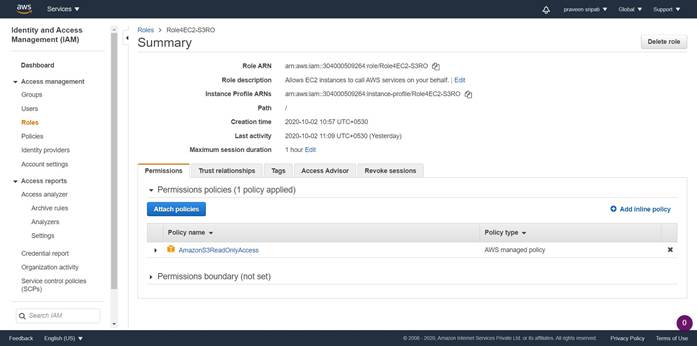 aws Services praveen sripati Global Support
Identity and Access Management (IAM)
Dashboard
Access management
Groups
Users
Roles
Policies
Identity providers
Account settings
Access reports
Access analyzer
Archive rules
Analyzers
Settings
Credential report
Organization activity
Service control policies (SCPs)
Search IAM
Roles > Role4EC2-S3RO
Summary
Delete role
Role ARN arn:aws:iam::304000509264:role/Role4EC2-S3RO
Role description Allows EC2 instances to call AWS services on your behalf. | Edit
Instance Profile ARNs arn:aws:iam::304000509264:instance-profile/Role4EC2-S3RO
Path /
Creation time 2020-10-02 10:57 UTC+0530
Last activity 2020-10-02 11:09 UTC+0530 (Yesterday)
Maximum session duration 1 hour Edit
Permissions Trust relationships Tags Access Advisor Revoke sessions
Permissions policies (1 policy applied)
Attach policies Add inline policy
Policy name Policy type
AmazonS3ReadOnlyAccess AWS managed policy
Permissions boundary (not set)
0
Feedback English (US) © 2008 - 2020, Amazon Internet Services Private Ltd. or its affiliates. All rights reserved. Privacy Policy Terms of Use